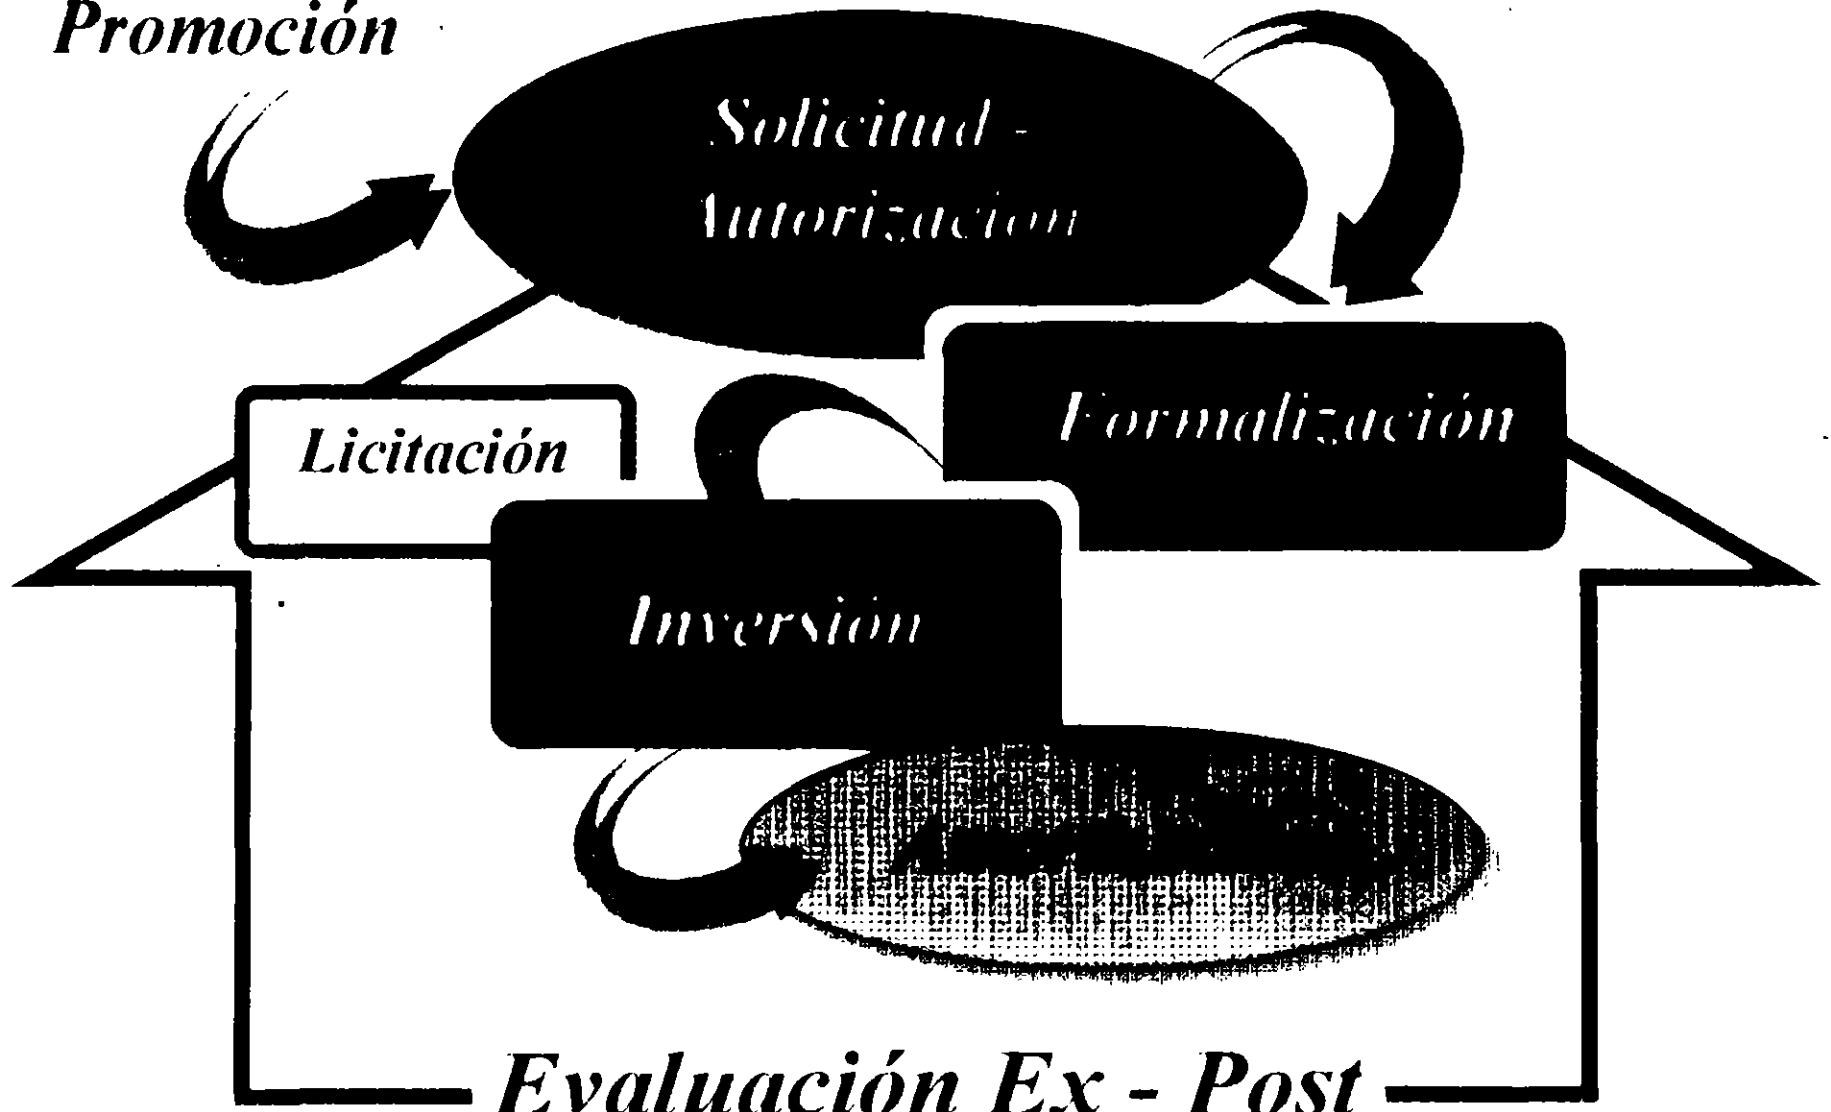 Promoción
Solicitud -
Autorización
Formalización
Licitación
Inversión
Evaluación Ex - Post